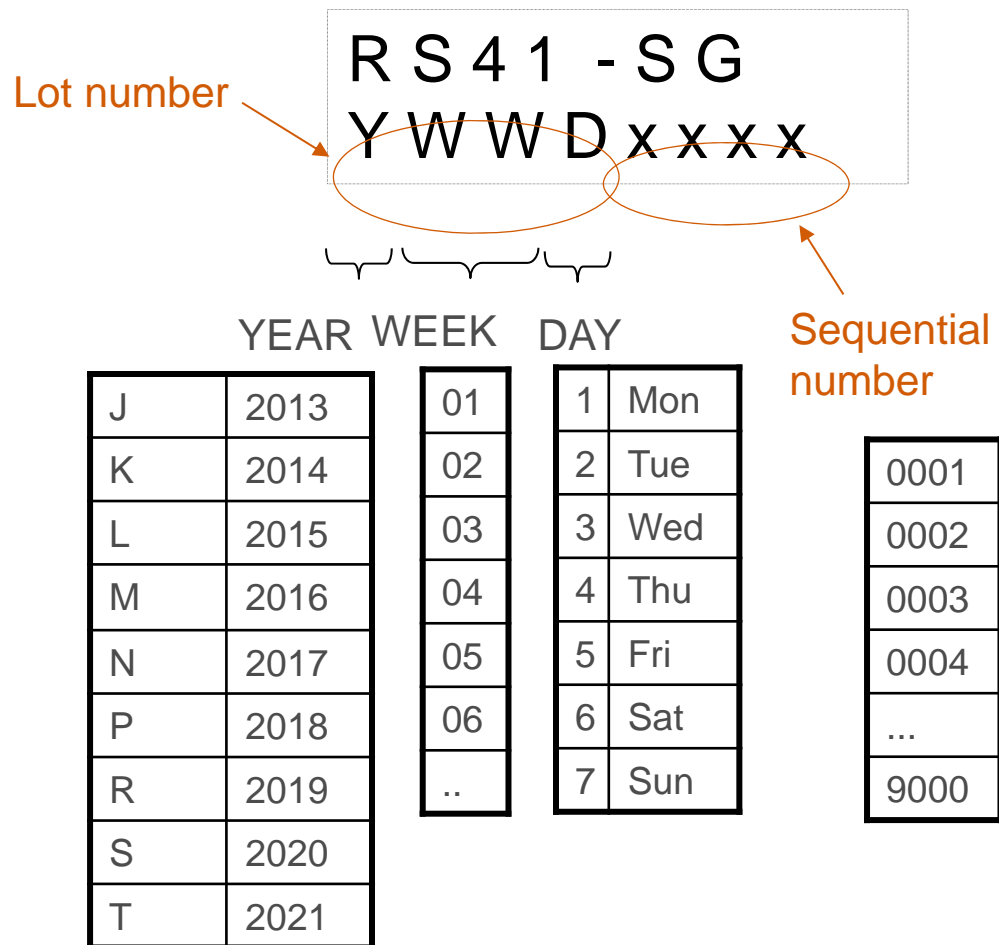 R S 4 1 - S G
Lot number
Y W W D x x x x
YEAR WEEK DAY
Sequential
number
J 2013
K 2014
L 2015
M 2016
N 2017
P 2018
R 2019
S 2020
T 2021
01
02
03
04
05
06
..
1 Mon
2 Tue
3 Wed
4 Thu
5 Fri
6 Sat
7 Sun
0001
0002
0003
0004
...
9000